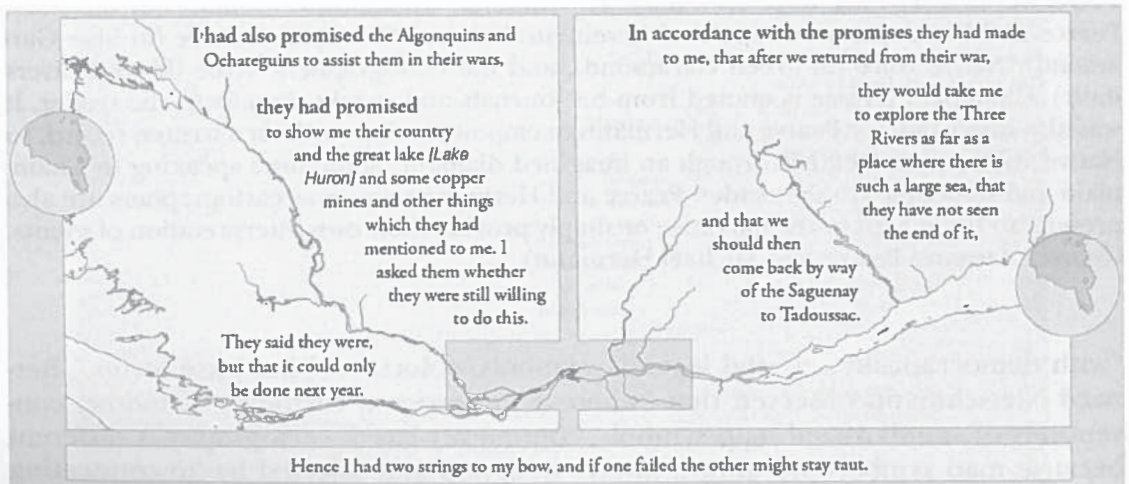 I had also promised the Algonquins and
Ochareguins to assist them in their wars,
they had promised
to show me their country
and the great lake [Lake
Huron] and some copper
mines and other things
which they had
mentioned to me. I
asked them whether
they were still willing
to do this.
They said they were,
but that it could only
be done next year.
In accordance with the promises they had made
to me, that after we returned from their war,
they would take me
to explore the Three
Rivers as far as a
place where there is
such a large sea, that
they have not seen
the end of it,
and that we
should then
come back by way
of the Saguenay
to Tadoussac.
Hence I had two strings to my bow, and if one failed the other might stay taut.